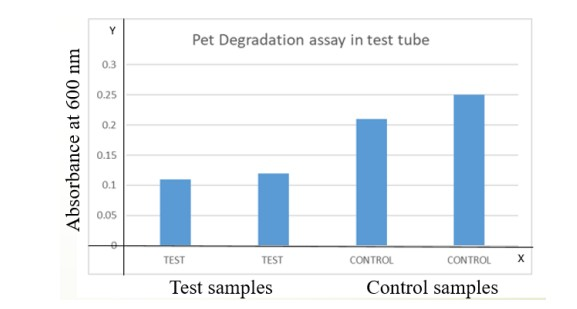 Y
Pet Degradation assay in test tube
Absorbance at 600 nm
0.3
0.25
0.2
0.15
0.1
0.05
0
TEST TEST CONTROL CONTROL X
Test samples Control samples